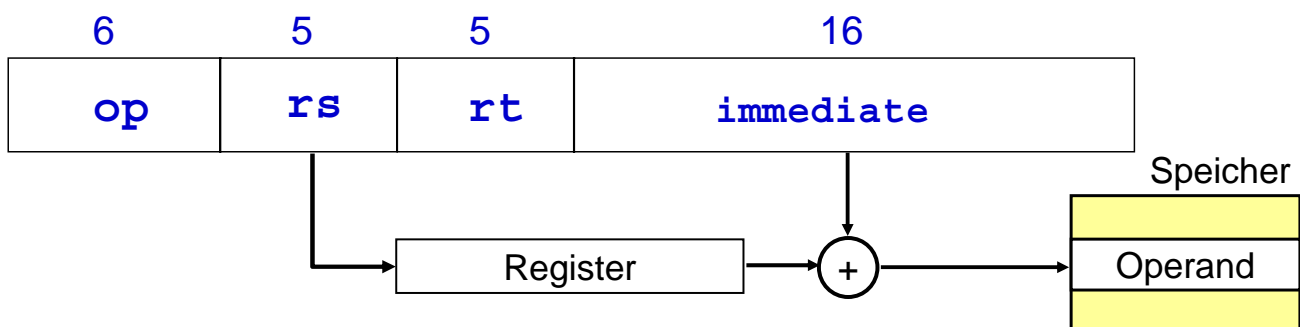 6 5 5 16
op rs rt immediate
Speicher
Register + Operand